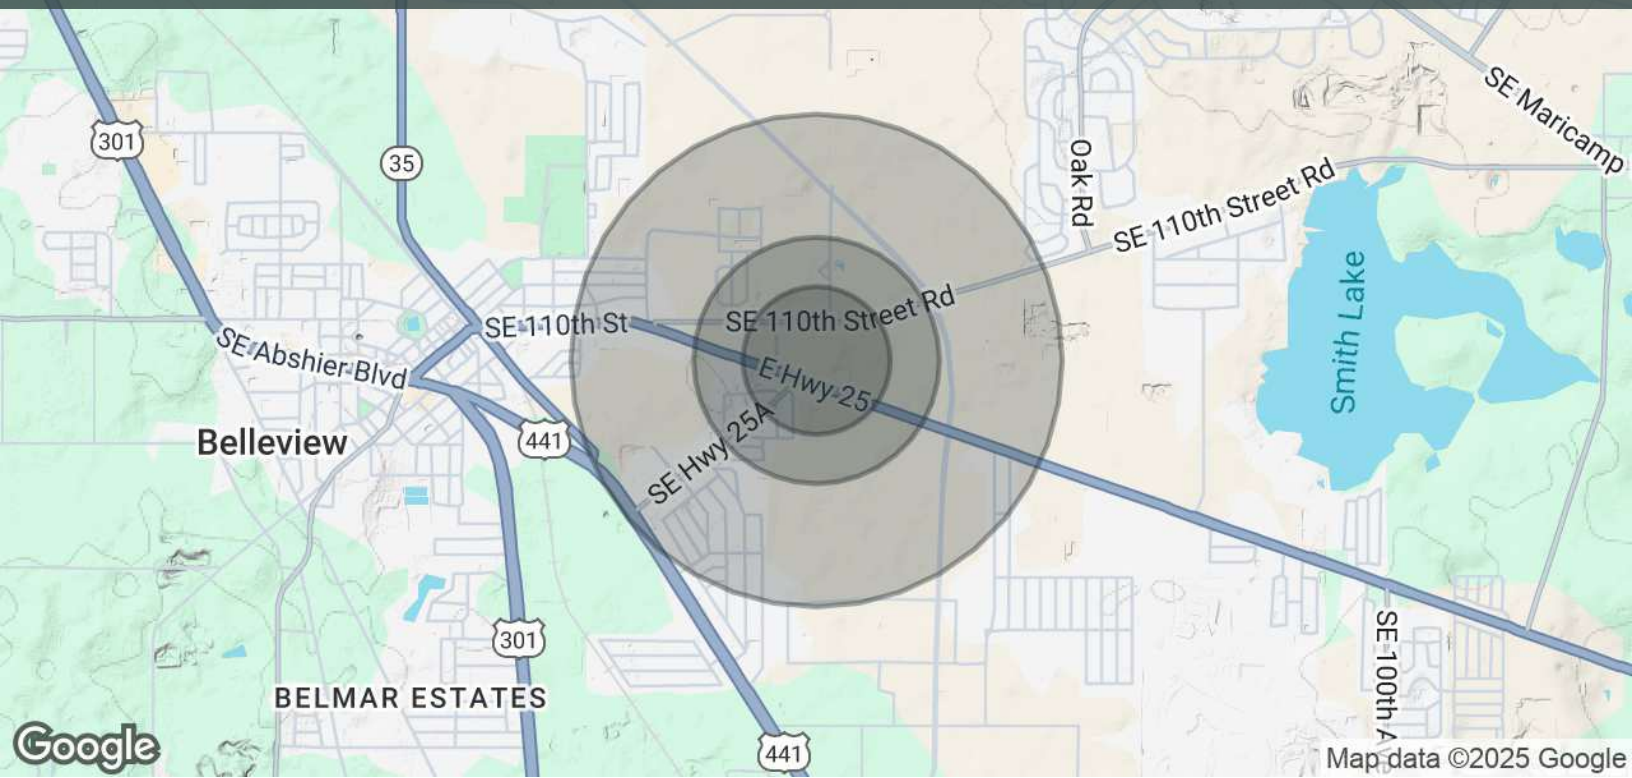 SE Maricamp
301
35
Oak Rd
SE 110th Street Rd
Smith Lake
SE 110th St
SE 110th Street Rd
SE Abshier Blvd
E Hwy 25
SE Hwy 25A
Belleview
441
301
BELMAR ESTATES
SE 100th A
441
Google
Map data ©2025 Google